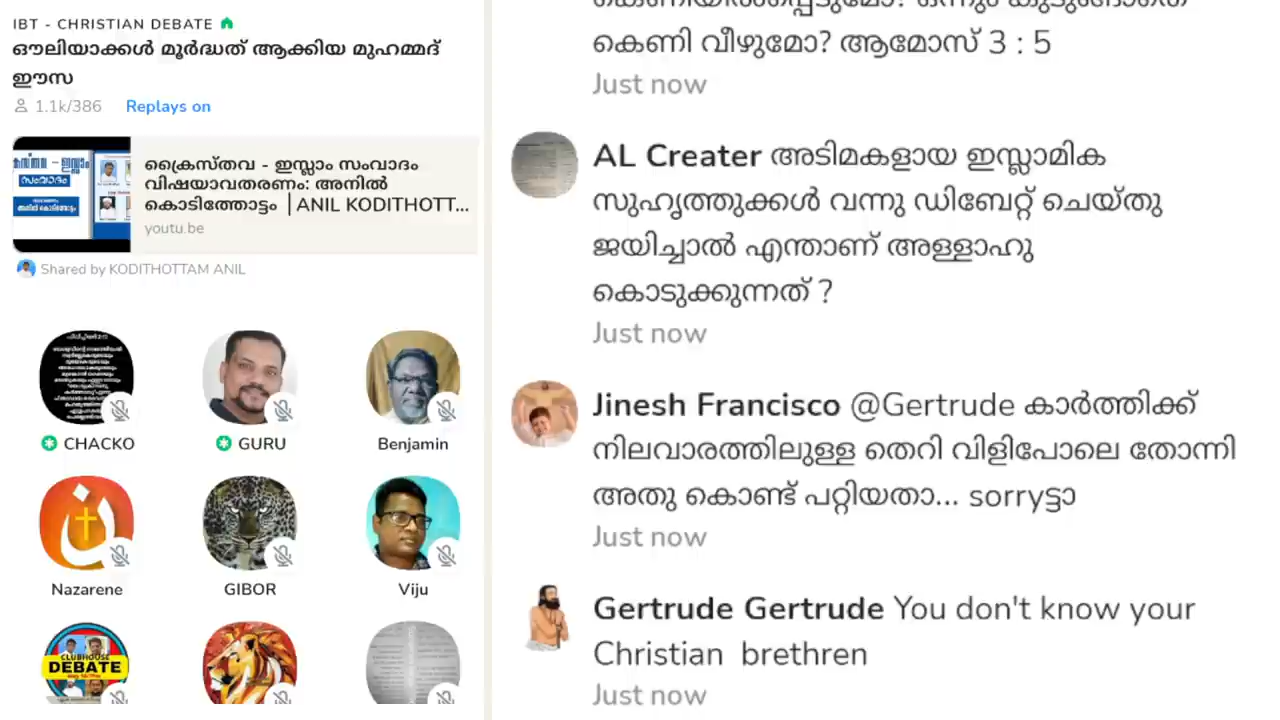 IBT - CHRISTIAN DEBATE
ഔലിയാക്കൾ മൂർദ്ധത് ആക്കിയ മുഹമ്മദ്
ഈസ
1.1k/386 Replays on
സംവാദം
ക്രൈസ്തവ - ഇസ്ലാം സംവാദം
വിഷയാവതരണം: അനിൽ
കൊടിത്തോട്ടം |ANIL KODITHOTT...
youtu.be
Shared by KODITHOTTAM ANIL
CHACKO
GURU
Benjamin
Nazarene
GIBOR
Viju
CLUBHOUSE
DEBATE
കെണി വീഴുമോ? ആമോസ് 3 : 5
Just now
AL Creater അടിമകളായ ഇസ്ലാമിക
സുഹൃത്തുക്കൾ വന്നു ഡിബേറ്റ് ചെയ്തു
ജയിച്ചാൽ എന്താണ് അള്ളാഹു
കൊടുക്കുന്നത് ?
Just now
Jinesh Francisco @Gertrude കാർത്തിക്ക്
നിലവാരത്തിലുള്ള തെറി വിളിപോലെ തോന്നി
അതു കൊണ്ട് പറ്റിയതാ... sorryട്ടാ
Just now
Gertrude Gertrude You don't know your
Christian brethren
Just now